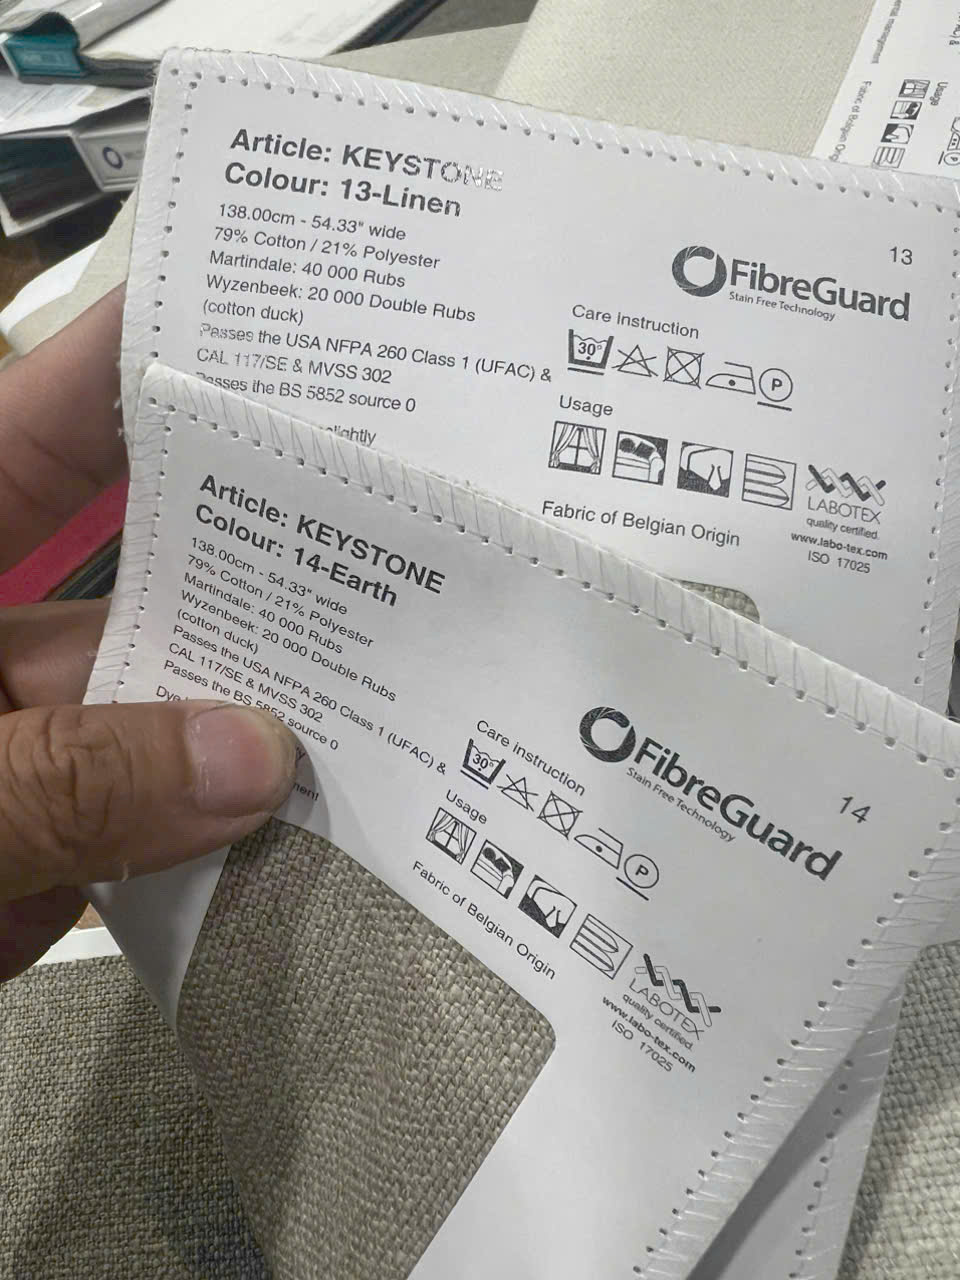 Article: KEYSTONE
Colour: 13-Linen
138.00cm - 54.33" wide
79% Cotton / 21% Polyester
Martindale: 40 000 Rubs
Wyzenbeek: 20 000 Double Rubs
(cotton duck)
Passes the USA NFPA 260 Class 1 (UFAC) &
CAL 117/SE & MVSS 302
Passes the BS 5852 source 0
slightly
13
FibreGuard
Stain Free Technology
Care instruction
30°
P
Usage
LABOTEX
quality certified.
www.labo-tex.com
ISO 17025
Fabric of Belgian Origin
Article: KEYSTONE
Colour: 14-Earth
138.00cm - 54.33" wide
79% Cotton / 21% Polyester
Martindale: 40 000 Rubs
Wyzenbeek: 20 000 Double Rubs
(cotton duck)
Passes the USA NFPA 260 Class 1 (UFAC) &
CAL 117/SE & MVSS 302
Passes the BS 5852 source 0
14
FibreGuard
Stain Free Technology
Care instruction
30°
P
Usage
LABOTEX
quality certified.
www.labo-tex.com
ISO 17025
Fabric of Belgian Origin
Usage